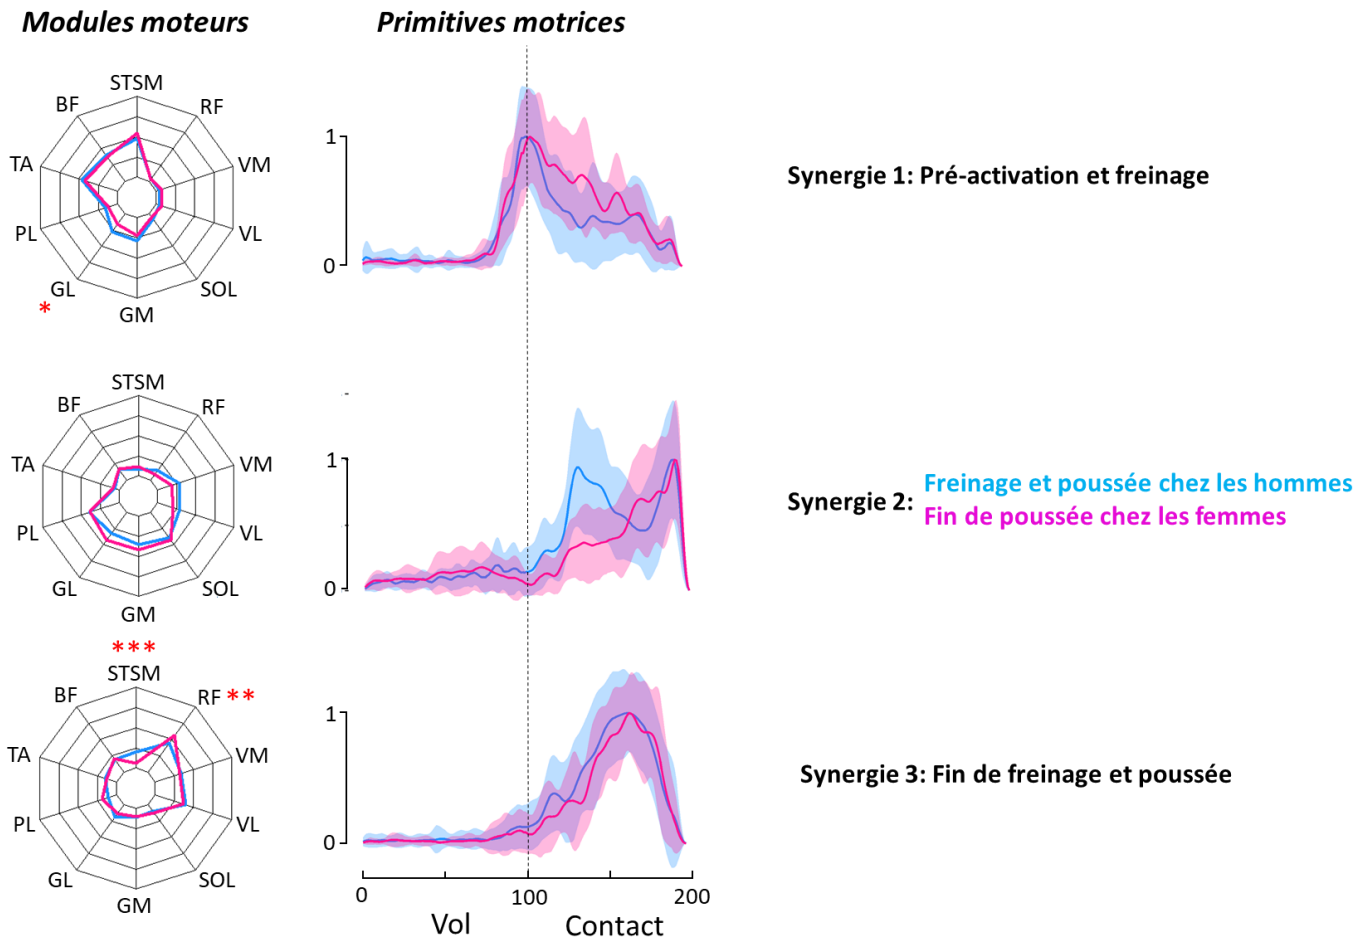 Modules moteurs
Primitives motrices
STSM
BF
RF
TA
VM
PL
VL
GL
SOL
*
GM
1
0
Synergie 1: Pré-activation et freinage
STSM
BF
RF
TA
VM
PL
VL
GL
SOL
GM
1
0
Synergie 2:
Freinage et poussée chez les hommes
Fin de poussée chez les femmes
***
STSM
BF
RF **
TA
VM
PL
VL
GL
SOL
GM
1
0
Synergie 3: Fin de freinage et poussée
0 100 200
Vol Contact